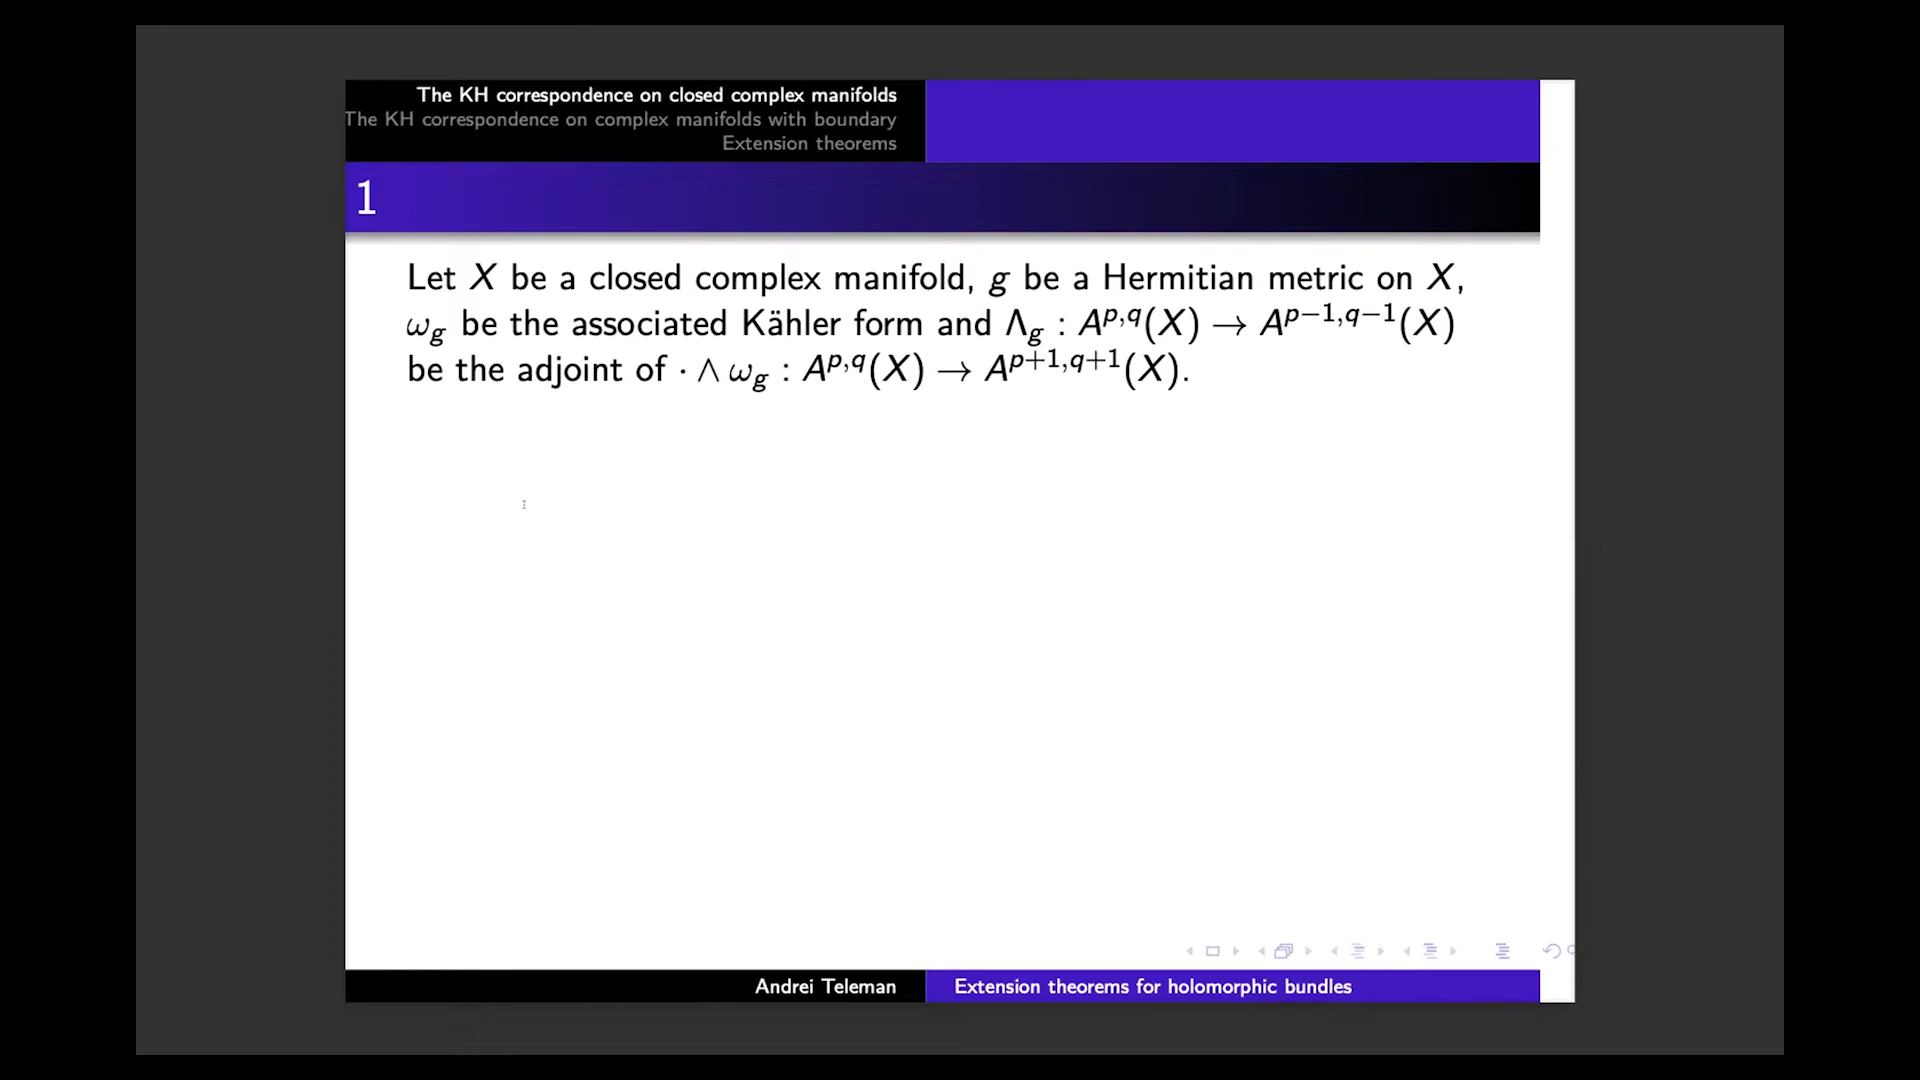 The KH correspondence on closed complex manifolds
The KH correspondence on complex manifolds with boundary
Extension theorems
1
Let X be a closed complex manifold, g be a Hermitian metric on X,
ω_g be the associated Kähler form and Λ_g : A^{p,q}(X) → A^{p−1,q−1}(X)
be the adjoint of · ∧ ω_g : A^{p,q}(X) → A^{p+1,q+1}(X).
Andrei Teleman
Extension theorems for holomorphic bundles